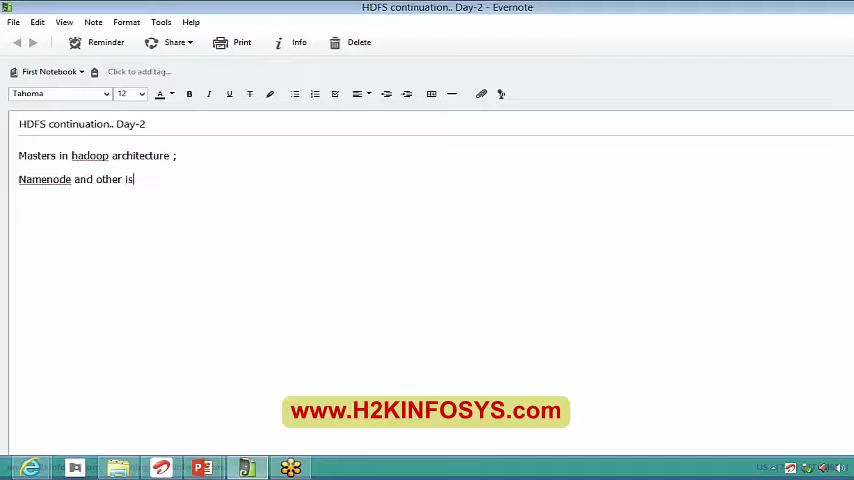 HDFS continuation.. Day-2 - Evernote
File Edit View Note Format Tools Help
Reminder Share Print Info Delete
First Notebook Click to add tag...
Tahoma 12 A B I U T
HDFS continuation.. Day-2
Masters in hadoop architecture ;
Namenode and other is
www.H2KINFOSYS.com
US